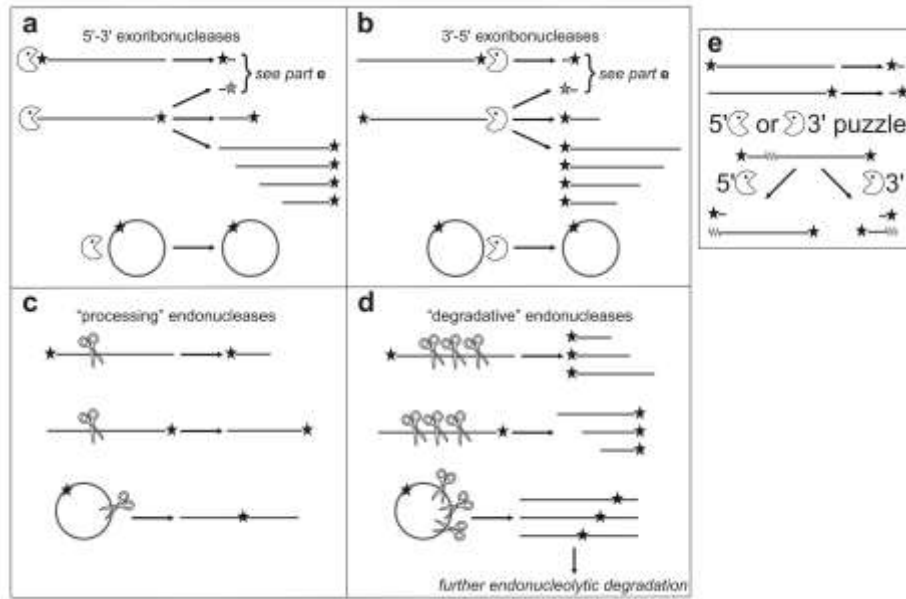 a
5'-3' exoribonucleases
see part e
b
3'-5' exoribonucleases
see part e
c
"processing" endonucleases
d
"degradative" endonucleases
further endonucleolytic degradation
e
5' or 3' puzzle
5' 3'